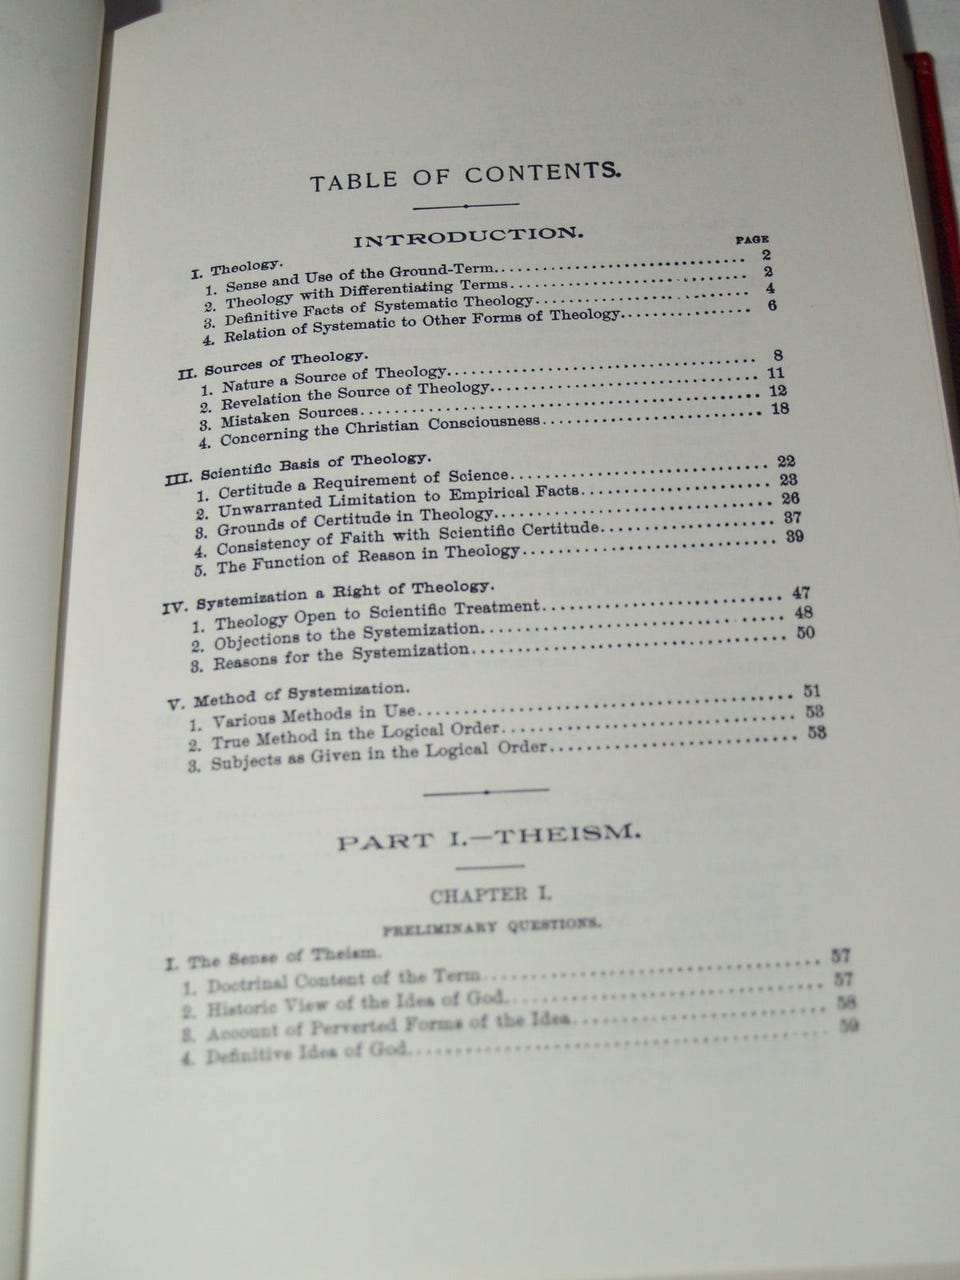 TABLE OF CONTENTS.
INTRODUCTION.
PAGE
I. Theology.
1. Sense and Use of the Ground-Term 2
2. Theology with Differentiating Terms 2
3. Definitive Facts of Systematic Theology 4
4. Relation of Systematic to Other Forms of Theology 6
II. Sources of Theology.
1. Nature a Source of Theology 8
2. Revelation the Source of Theology 11
3. Mistaken Sources 12
4. Concerning the Christian Consciousness 18
III. Scientific Basis of Theology.
1. Certitude a Requirement of Science 22
2. Unwarranted Limitation to Empirical Facts 23
3. Grounds of Certitude in Theology 26
4. Consistency of Faith with Scientific Certitude 37
5. The Function of Reason in Theology 39
IV. Systemization a Right of Theology.
1. Theology Open to Scientific Treatment 47
2. Objections to the Systemization 48
3. Reasons for the Systemization 50
V. Method of Systemization.
1. Various Methods in Use 51
2. True Method in the Logical Order 53
3. Subjects as Given in the Logical Order 53
PART I.—THEISM.
CHAPTER I.
PRELIMINARY QUESTIONS.
I. The Sense of Theism.
1. Doctrinal Content of the Term 57
2. Historic View of the Idea of God 57
3. Account of Perverted Forms of the Idea 58
4. Definitive Idea of God 59